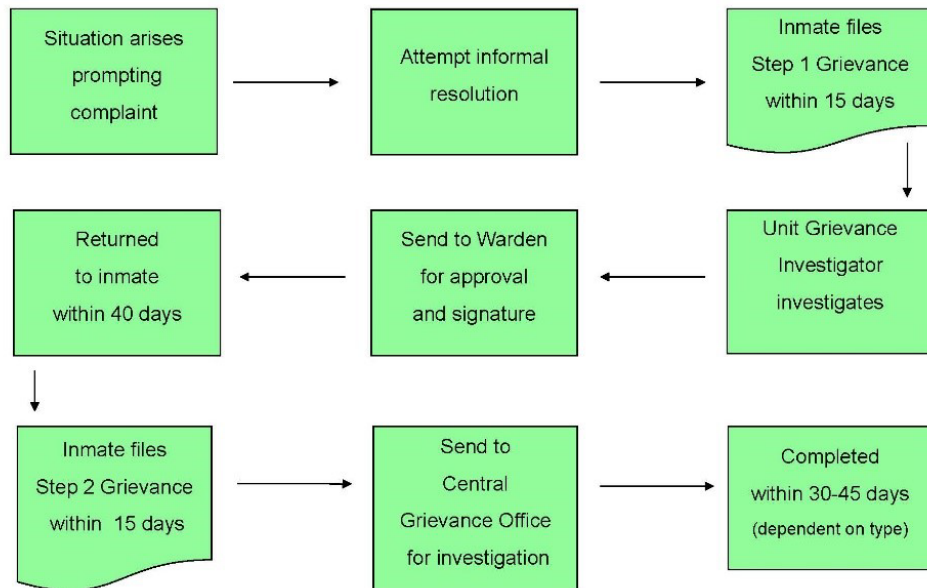 Situation arises
prompting
complaint
Attempt informal
resolution
Inmate files
Step 1 Grievance
within 15 days
Unit Grievance
Investigator
investigates
Send to Warden
for approval
and signature
Returned
to inmate
within 40 days
Inmate files
Step 2 Grievance
within 15 days
Send to
Central
Grievance Office
for investigation
Completed
within 30-45 days
(dependent on type)